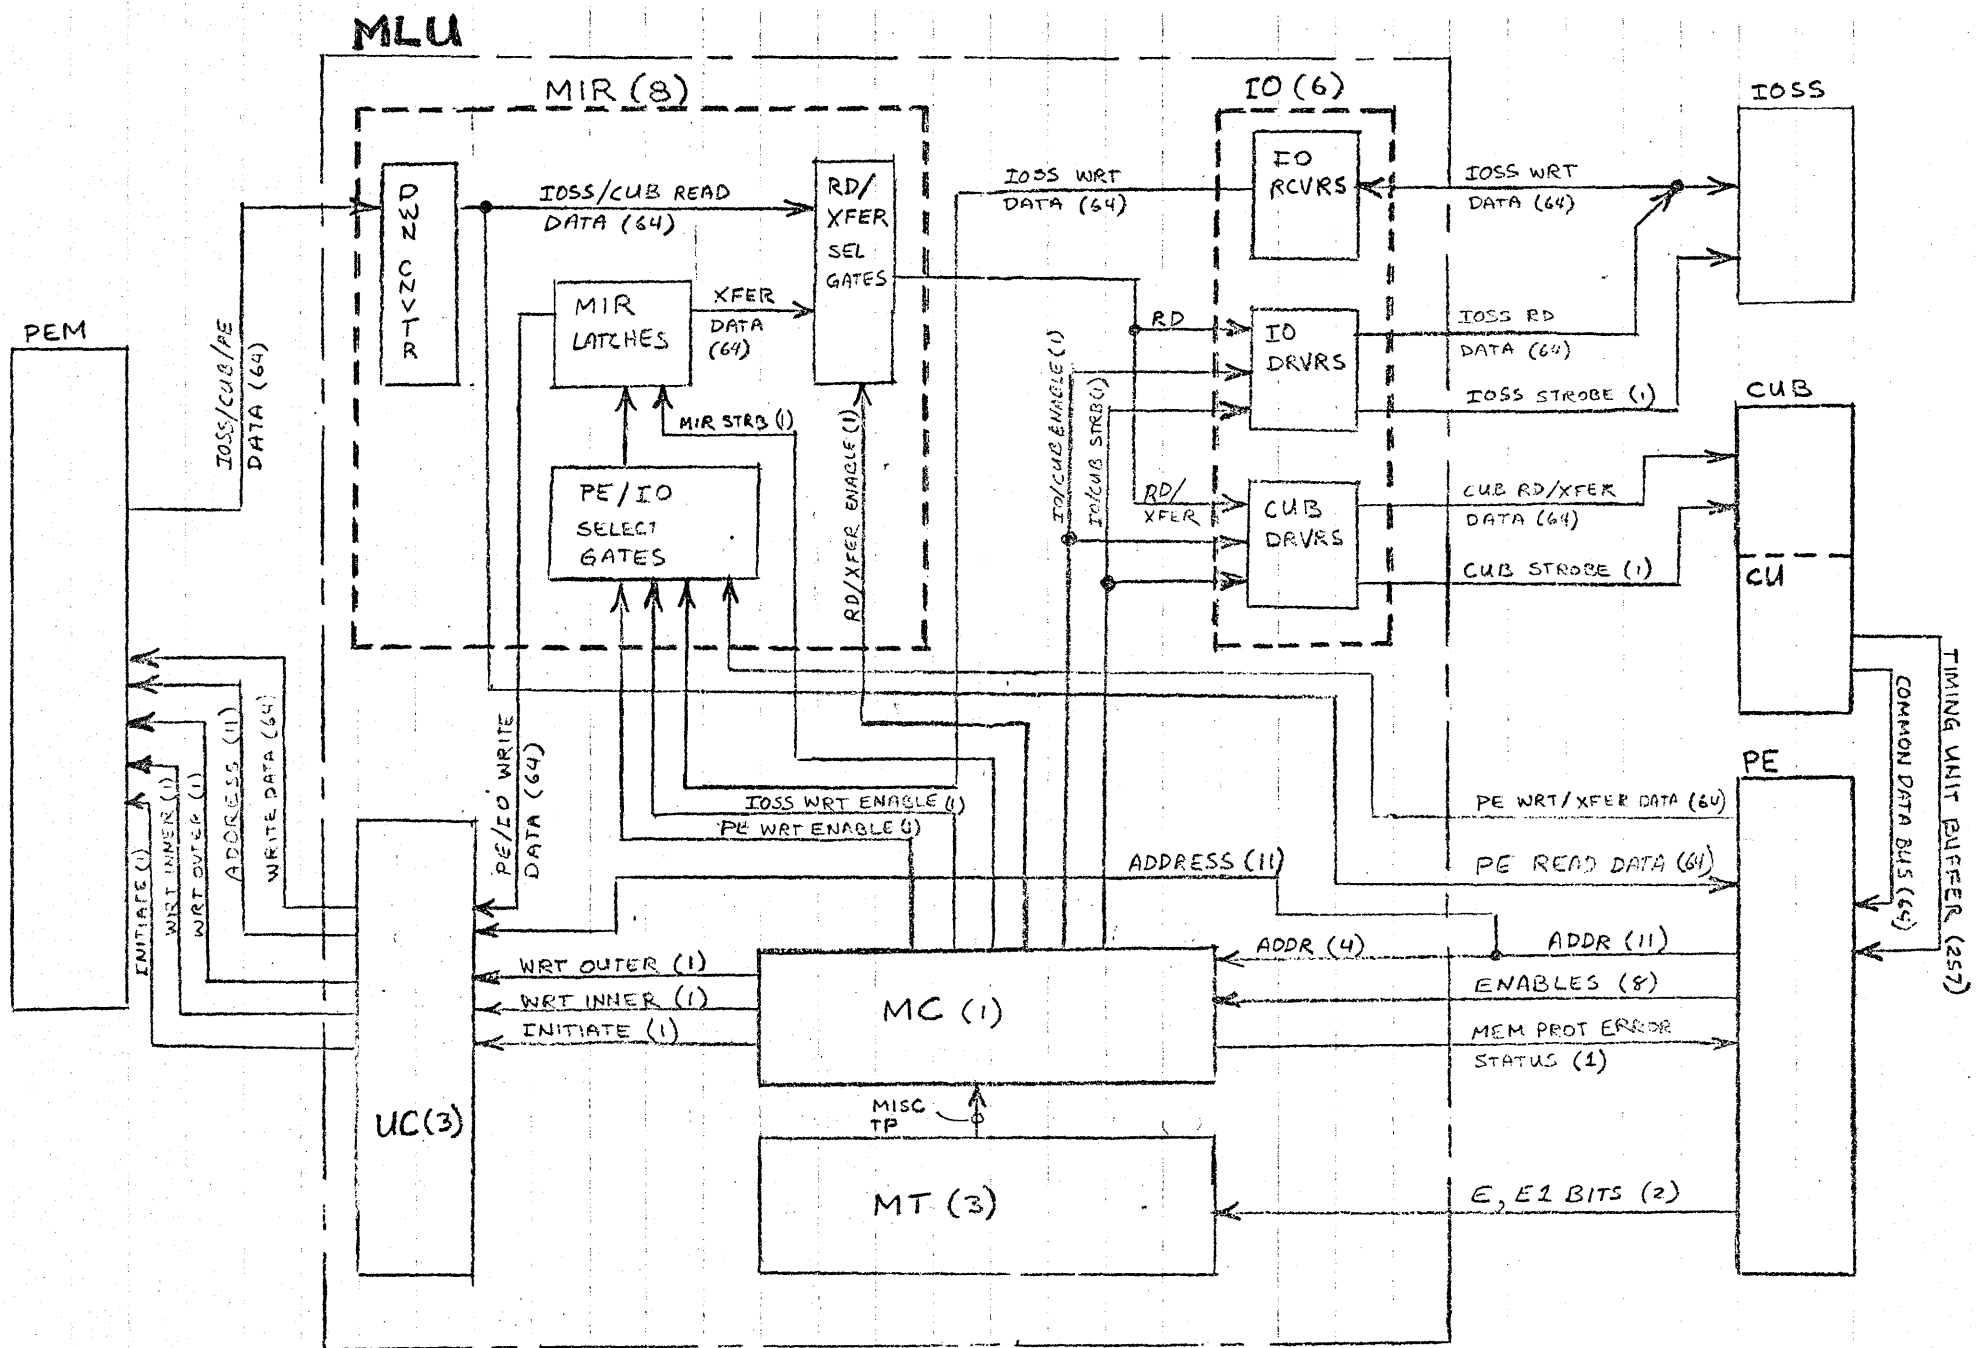 MLU
MIR (8)
IO (6)
IOSS
DWN CNVTR
IOSS/CUB READ
DATA (64)
RD/
XFER
SEL
GATES
IOSS WRT
DATA (64)
IO
RCVRS
IOSS WRT
DATA (64)
PEM
IOSS/CUB/PE
DATA (64)
MIR
LATCHES
XFER
DATA
(64)
RD
IO
DRVRS
IOSS RD
DATA (64)
IOSS STROBE (1)
CUB
MIR STRB (1)
RD/XFER ENABLE (1)
IO/CUB ENABLE (1)
IO/CUB STRB (1)
PE/IO
SELECT
GATES
RD/
XFER
CUB
DRVRS
CUB RD/XFER
DATA (64)
CUB STROBE (1)
CU
TIMING UNIT BUFFER (257)
COMMON DATA BUS (64)
INITIATE (1)
WRT INNER (1)
WRT OUTER (1)
ADDRESS (11)
WRITE DATA (64)
PE/IO WRITE
DATA (64)
IOSS WRT ENABLE (1)
PE WRT ENABLE (1)
PE
PE WRT/XFER DATA (64)
ADDRESS (11)
PE READ DATA (64)
ADDR (4)
ADDR (11)
WRT OUTER (1)
WRT INNER (1)
INITIATE (1)
MC (1)
ENABLES (8)
MEM PROT ERROR
STATUS (1)
UC (3)
MISC
TP
MT (3)
E, E1 BITS (2)